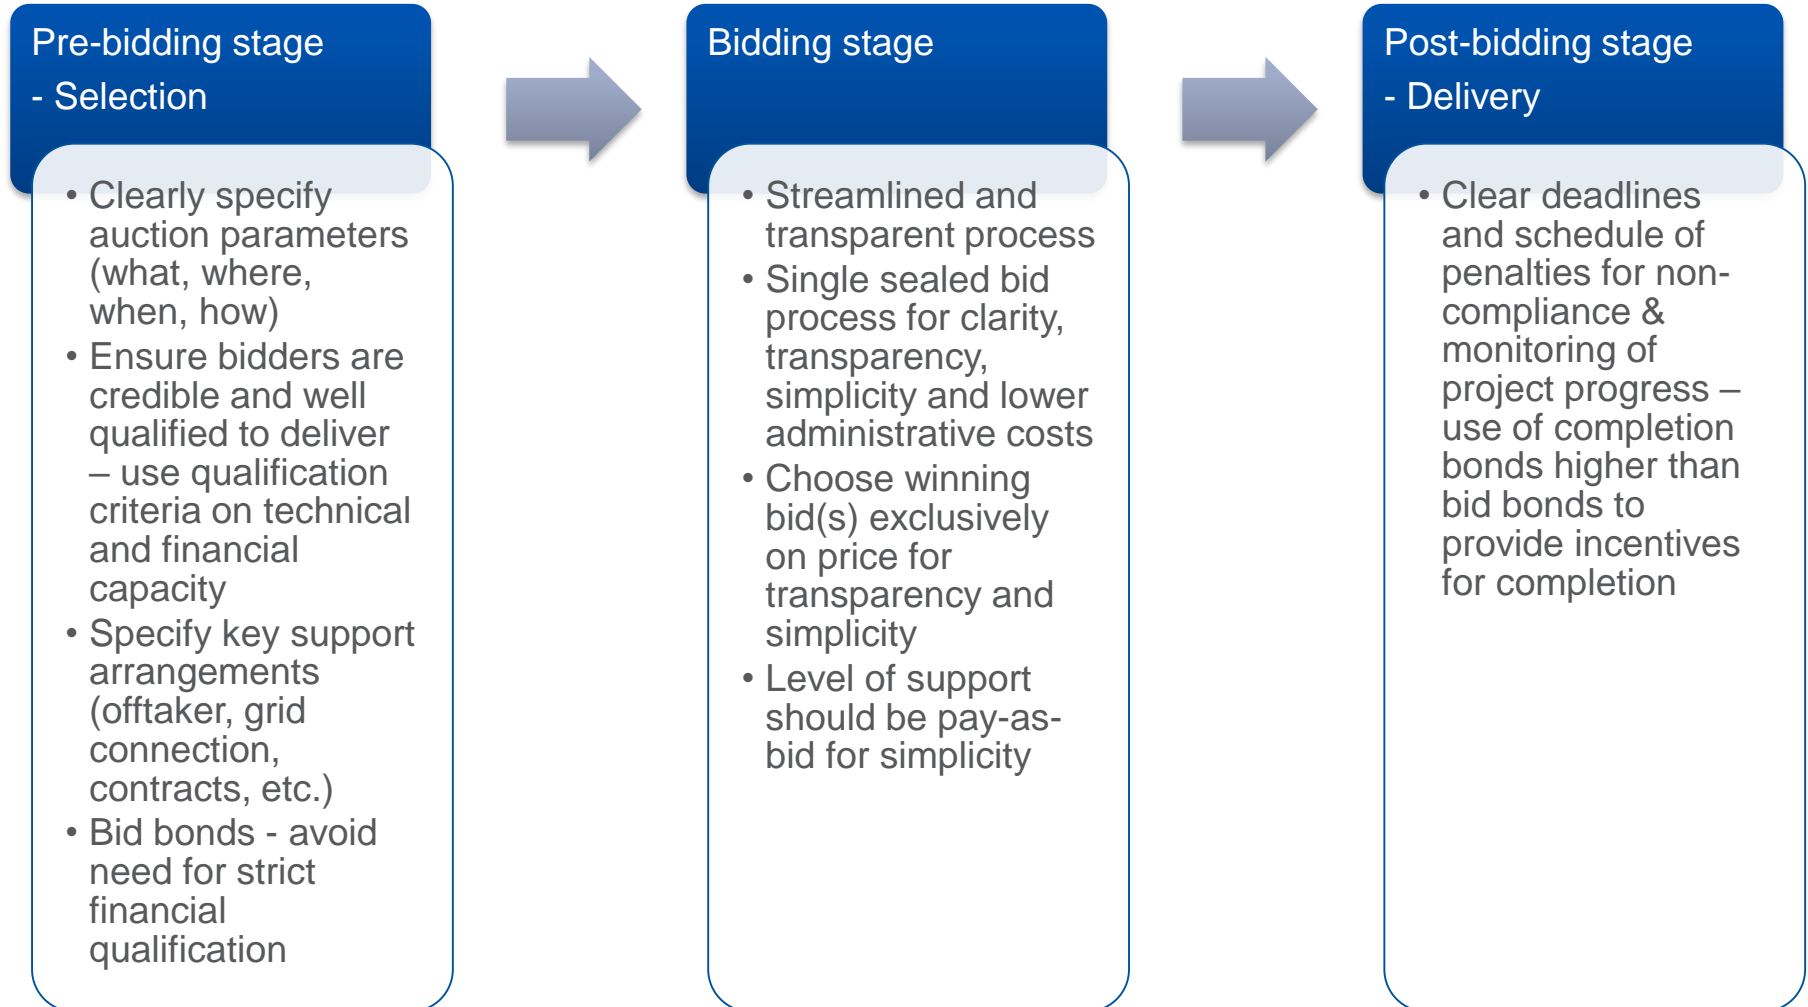 Pre-bidding stage
- Selection
• Clearly specify
auction parameters
(what, where,
when, how)
• Ensure bidders are
credible and well
qualified to deliver
– use qualification
criteria on technical
and financial
capacity
• Specify key support
arrangements
(offtaker, grid
connection,
contracts, etc.)
• Bid bonds - avoid
need for strict
financial
qualification
Bidding stage
• Streamlined and
transparent process
• Single sealed bid
process for clarity,
transparency,
simplicity and lower
administrative costs
• Choose winning
bid(s) exclusively
on price for
transparency and
simplicity
• Level of support
should be pay-as-
bid for simplicity
Post-bidding stage
- Delivery
• Clear deadlines
and schedule of
penalties for non-
compliance &
monitoring of
project progress –
use of completion
bonds higher than
bid bonds to
provide incentives
for completion